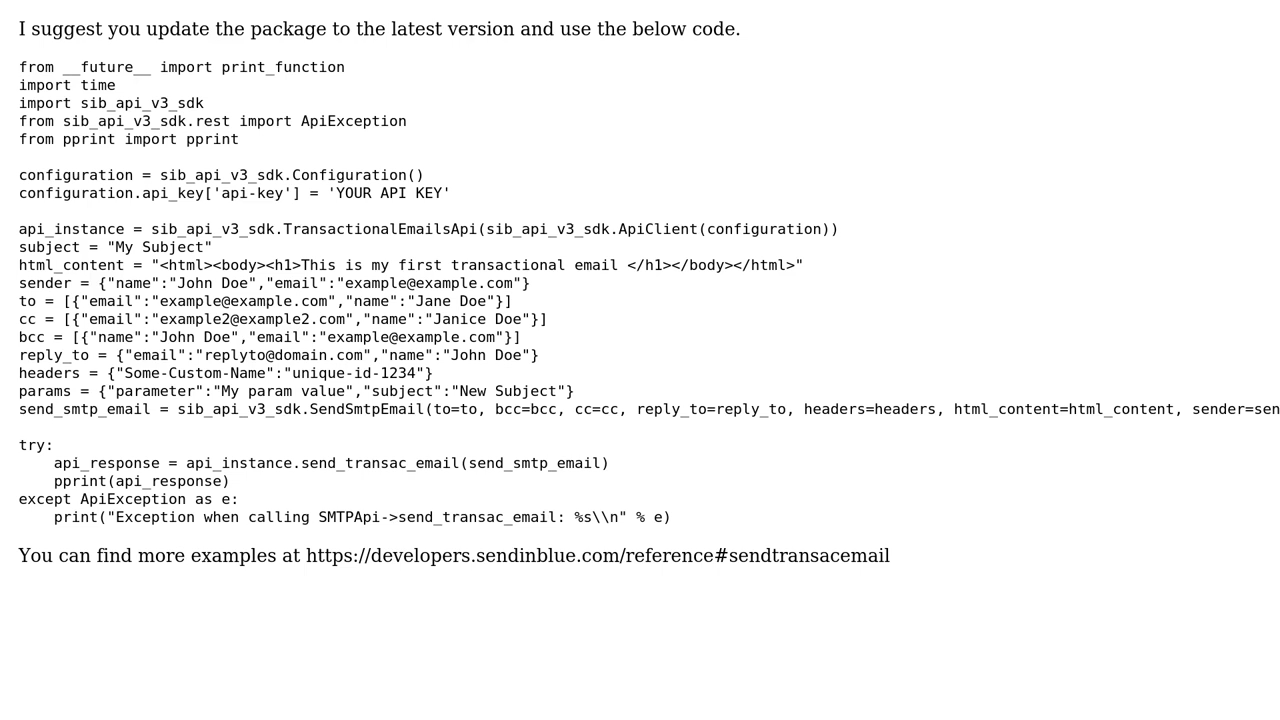 I suggest you update the package to the latest version and use the below code.
from __future__ import print_function
import time
import sib_api_v3_sdk
from sib_api_v3_sdk.rest import ApiException
from pprint import pprint
configuration = sib_api_v3_sdk.Configuration()
configuration.api_key['api-key'] = 'YOUR API KEY'
api_instance = sib_api_v3_sdk.TransactionalEmailsApi(sib_api_v3_sdk.ApiClient(configuration))
subject = "My Subject"
html_content = "<html><body><h1>This is my first transactional email </h1></body></html>"
sender = {"name":"John Doe","email":"example@example.com"}
to = [{"email":"example@example.com","name":"Jane Doe"}]
cc = [{"email":"example2@example2.com","name":"Janice Doe"}]
bcc = [{"name":"John Doe","email":"example@example.com"}]
reply_to = {"email":"replyto@domain.com","name":"John Doe"}
headers = {"Some-Custom-Name":"unique-id-1234"}
params = {"parameter":"My param value","subject":"New Subject"}
send_smtp_email = sib_api_v3_sdk.SendSmtpEmail(to=to, bcc=bcc, cc=cc, reply_to=reply_to, headers=headers, html_content=html_content, sender=sen
try:
    api_response = api_instance.send_transac_email(send_smtp_email)
    pprint(api_response)
except ApiException as e:
    print("Exception when calling SMTPApi->send_transac_email: %s\\n" % e)
You can find more examples at https://developers.sendinblue.com/reference#sendtransacemail